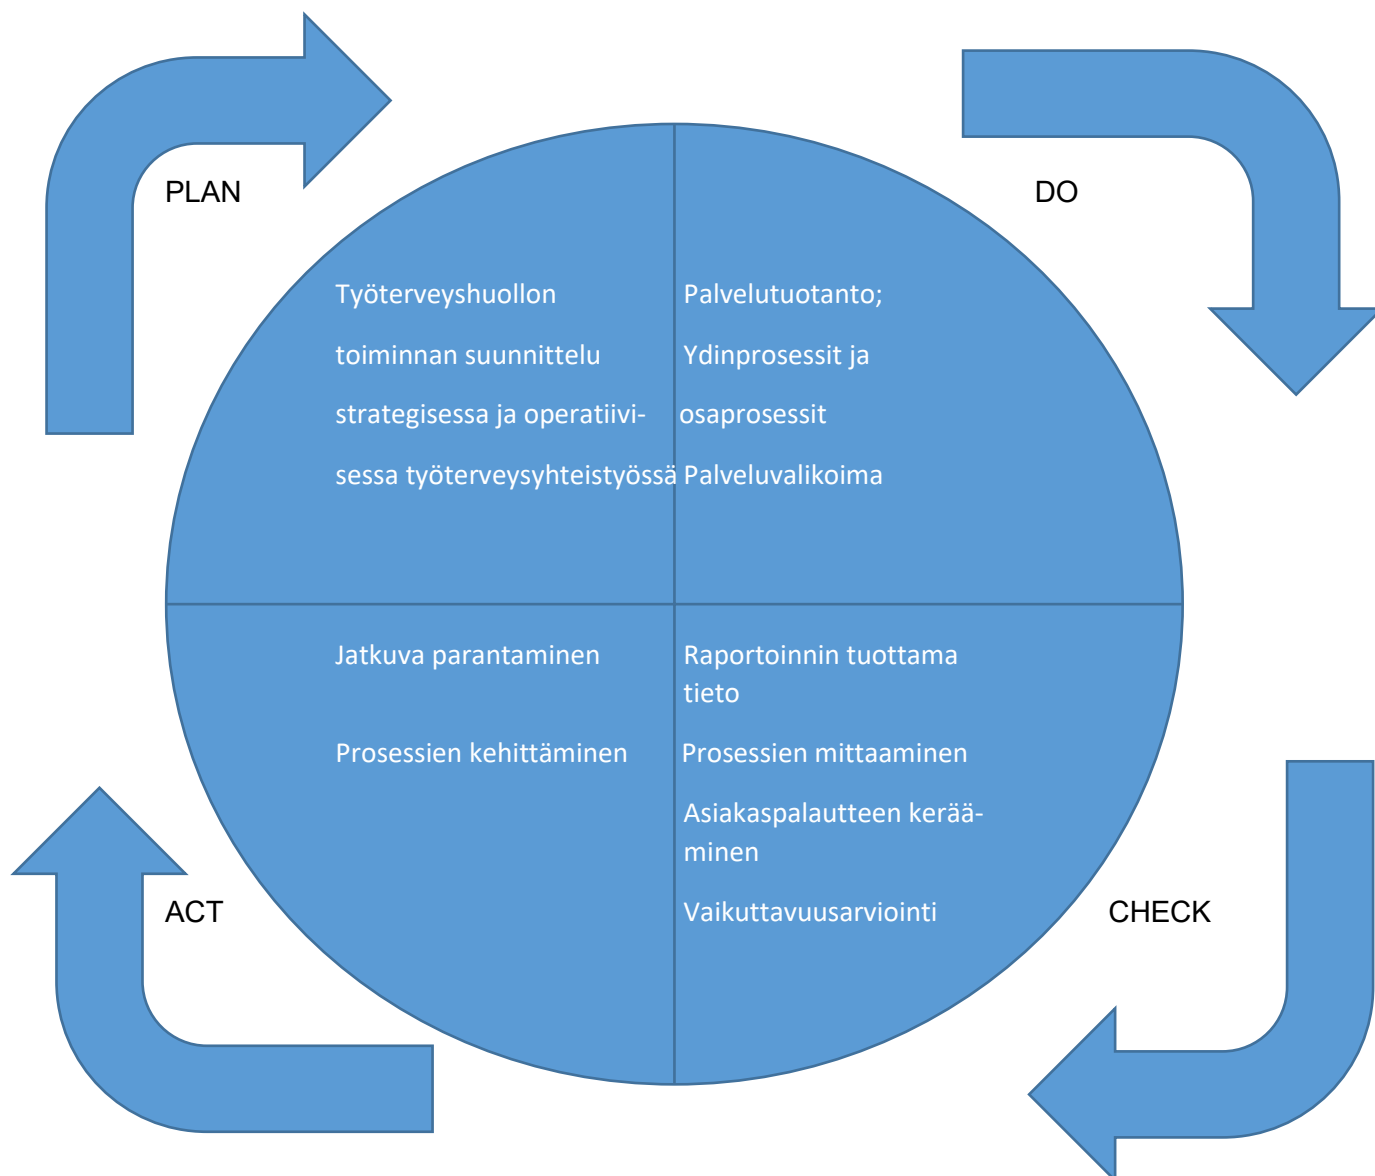 PLAN
DO
Työterveyshuollon
toiminnan suunnittelu
strategisessa ja operatiivi-
sessa työterveysyhteistyössä
Palvelutuotanto;
Ydinprosessit ja
osaprosessit
Palveluvalikoima
Jatkuva parantaminen
Prosessien kehittäminen
Raportoinnin tuottama
tieto
Prosessien mittaaminen
Asiakaspalautteen kerää-
minen
Vaikuttavuusarviointi
ACT
CHECK